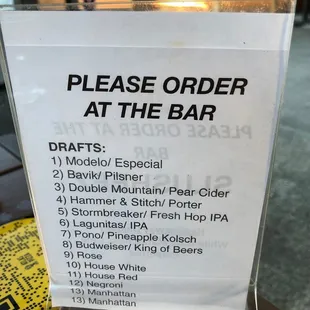 PLEASE ORDER
AT THE BAR
DRAFTS:
1) Modelo/ Especial
2) Bavik/ Pilsner
3) Double Mountain/ Pear Cider
4) Hammer & Stitch/ Porter
5) Stormbreaker/ Fresh Hop IPA
6) Lagunitas/ IPA
7) Pono/ Pineapple Kolsch
8) Budweiser/ King of Beers
9) Rose
10) House White
11) House Red
12) Negroni
13) Manhattan
13) Manhattan